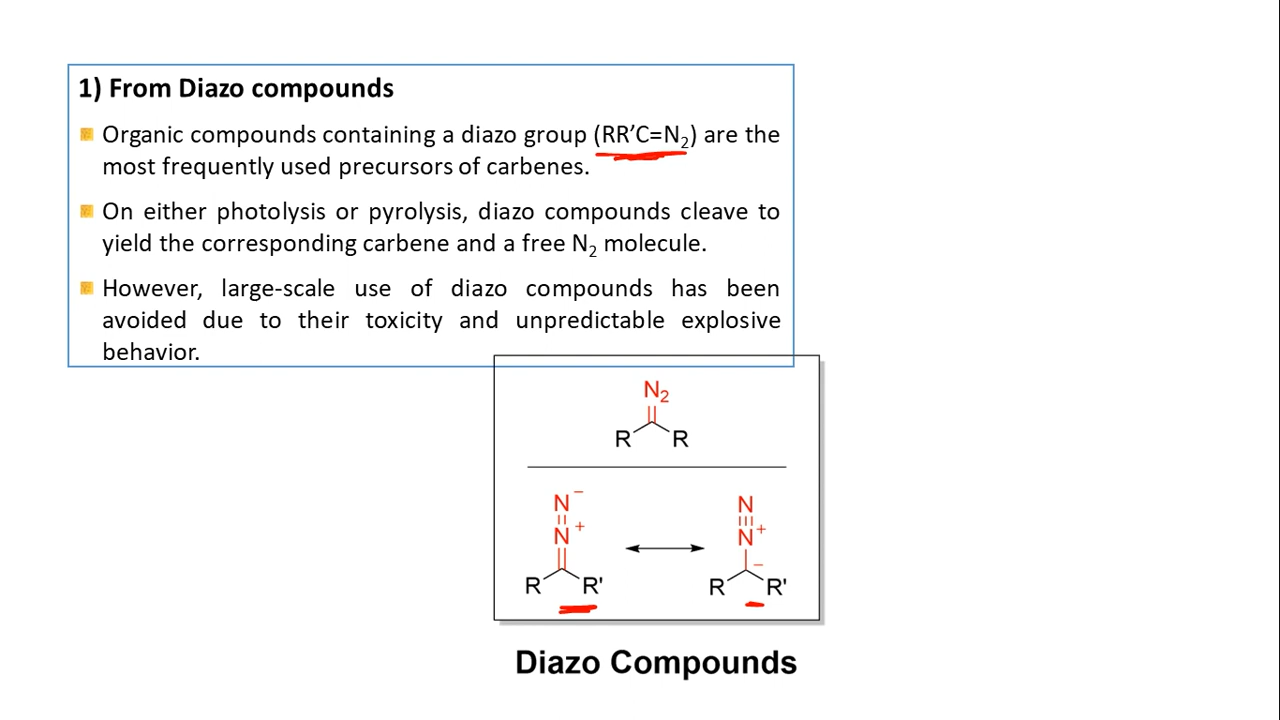 1) From Diazo compounds
Organic compounds containing a diazo group (RR’C=N₂) are the
most frequently used precursors of carbenes.
On either photolysis or pyrolysis, diazo compounds cleave to
yield the corresponding carbene and a free N₂ molecule.
However, large-scale use of diazo compounds has been
avoided due to their toxicity and unpredictable explosive
behavior.
N₂
R R
N⁻ N
N⁺ N⁺
−
R R' R R'
Diazo Compounds